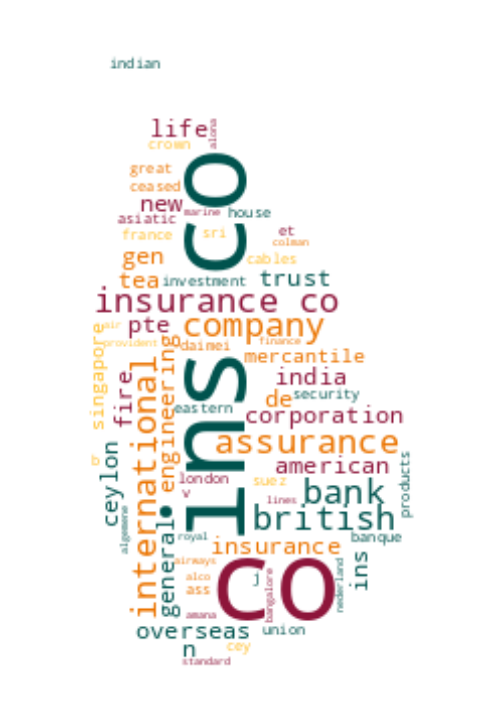 indian
life
alona
crown
great
ceased
co
new
marine
house
asiatic
france
sri
et
colman
gen
cables
tea
investment
trust
insurance co
pte
company
air
provident
singapore
daimei
finance
mercantile
engineering
india
fire
international
ins
de
security
eastern
corporation
assurance
ceylon
american
products
london
suez
v
bank
lines
general
british
algemene
royal
banque
insurance
airways
co
alco
ass
j
bangalore
nederland
ins
amana
overseas
union
n
cey
standard